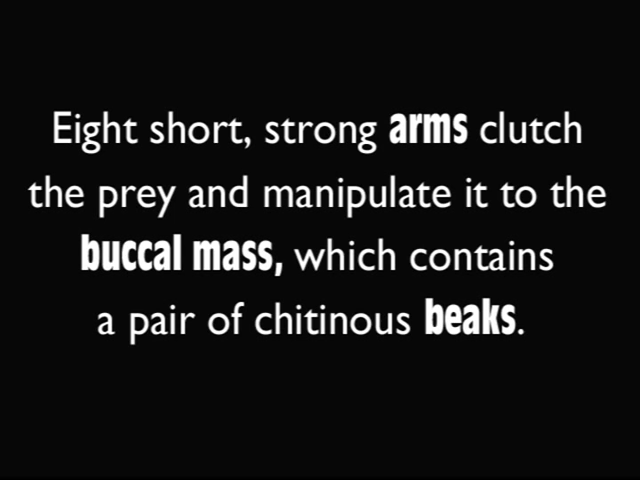 Eight short, strong arms clutch
the prey and manipulate it to the
buccal mass, which contains
a pair of chitinous beaks.